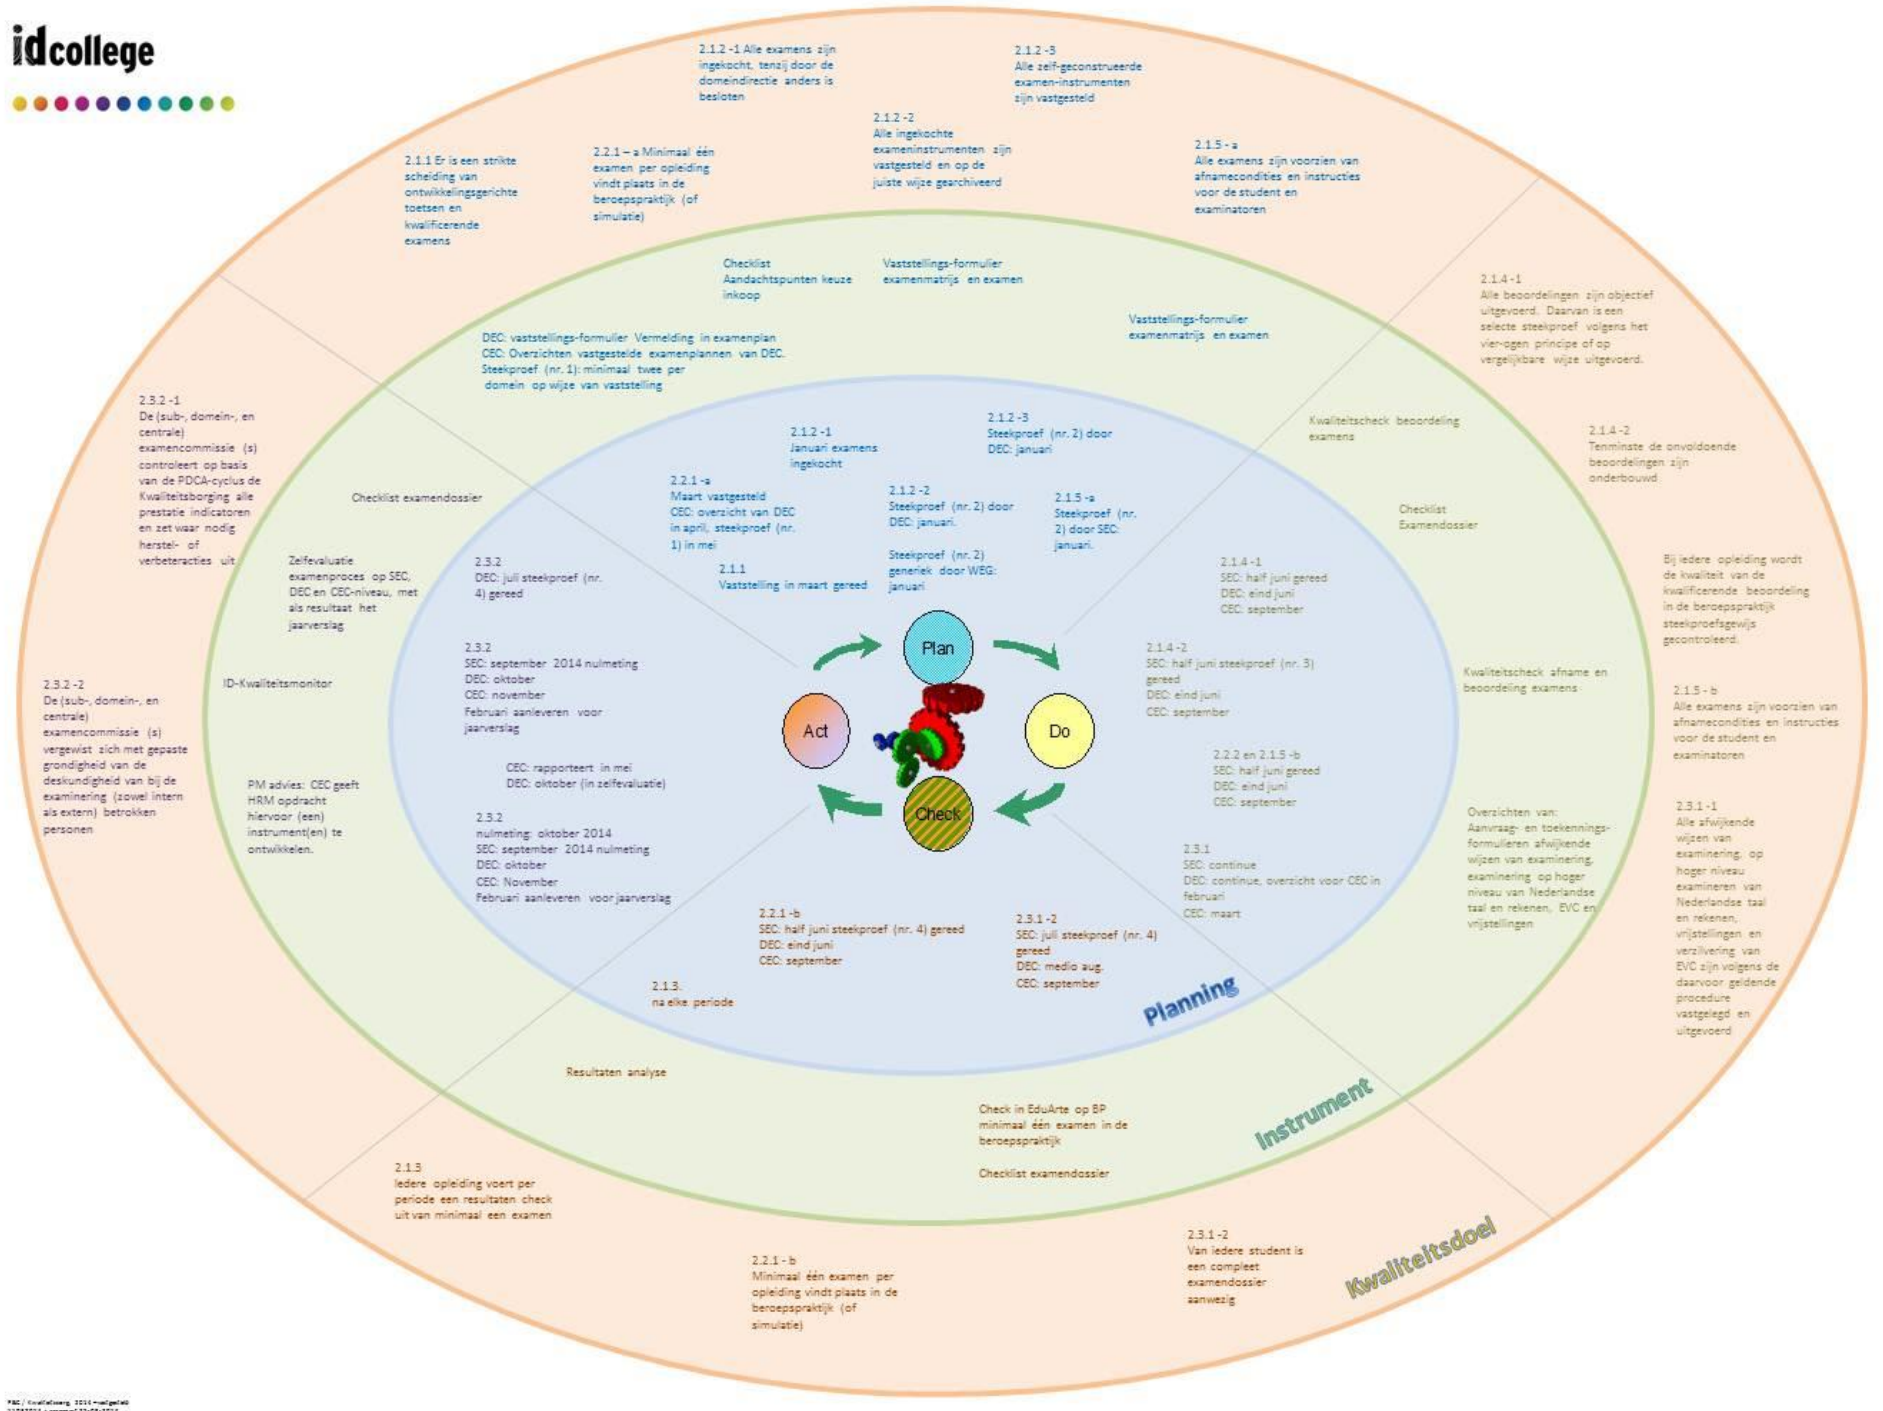 idcollege
2.1.2 -1 Alle examens zijn
ingekocht, tenzij door de
domeindirectie anders is
besloten
2.1.2 -3
Alle zelf-geconstrueerde
examen-instrumenten
zijn vastgesteld
2.1.2 -2
Alle ingekochte
exameninstrumenten zijn
vastgesteld en op de
juiste wijze gearchiveerd
2.1.1 Er is een strikte
scheiding van
ontwikkelingsgerichte
toetsen en
kwalificerende
examens
2.2.1 – a Minimaal één
examen per opleiding
vindt plaats in de
beroepspraktijk (of
simulatie)
2.1.5 - a
Alle examens zijn voorzien van
afnamecondities en instructies
voor de student en
examinatoren
Checklist
Aandachtspunten keuze
inkoop
Vaststellings-formulier
examenmatrijs en examen
Vaststellings-formulier
examenmatrijs en examen
DEC: vaststellings-formulier Vermelding in examenplan
CEC: Overzichten vastgestelde examenplannen van DEC.
Steekproef (nr. 1): minimaal twee per
domein op wijze van vaststelling
2.1.4 -1
Alle beoordelingen zijn objectief
uitgevoerd. Daarvan is een
selecte steekproef volgens het
vier-ogen principe of op
vergelijkbare wijze uitgevoerd.
2.1.4 -2
Tenminste de onvoldoende
beoordelingen zijn
onderbouwd
Kwaliteitscheck beoordeling
examens
Checklist
Examendossier
2.3.2 -1
De (sub-, domein-, en
centrale)
examencommissie (s)
controleert op basis
van de PDCA-cyclus de
Kwaliteitsborging alle
prestatie indicatoren
en zet waar nodig
herstel- of
verbeteracties uit
Checklist examendossier
Zelfevaluatie
examenproces op SEC,
DEC en CEC-niveau, met
als resultaat het
jaarverslag
2.1.2 -1
Januari examens
ingekocht
2.1.2 -3
Steekproef (nr. 2) door
DEC: januari
2.2.1 -a
Maart vastgesteld
CEC: overzicht van DEC
in april, steekproef (nr.
1) in mei
2.1.2 -2
Steekproef (nr. 2) door
DEC: januari.
Steekproef (nr. 2)
generiek door WEG:
januari
2.1.5 -a
Steekproef (nr.
2) door SEC:
januari.
2.1.1
Vaststelling in maart gereed
2.3.2
DEC: juli steekproef (nr.
4) gereed
2.1.4 -1
SEC: half juni gereed
DEC: eind juni
CEC: september
Bij iedere opleiding wordt
de kwaliteit van de
kwalificerende beoordeling
in de beroepspraktijk
steekproefsgewijs
gecontroleerd.
2.3.2
SEC: september 2014 nulmeting
DEC: oktober
CEC: november
Februari aanleveren voor
jaarverslag
2.1.4 -2
SEC: half juni steekproef (nr. 3)
gereed
DEC: eind juni
CEC: september
Plan
Act
Do
Check
2.3.2 -2
De (sub-, domein-, en
centrale)
examencommissie (s)
vergewist zich met gepaste
grondigheid van de
deskundigheid van bij de
examinering (zowel intern
als extern) betrokken
personen
ID-Kwaliteitsmonitor
Kwaliteitscheck afname en
beoordeling examens
2.1.5 - b
Alle examens zijn voorzien van
afnamecondities en instructies
voor de student en
examinatoren
PM advies: CEC geeft
HRM opdracht
hiervoor (een)
instrument(en) te
ontwikkelen.
CEC: rapporteert in mei
DEC: oktober (in zelfevaluatie)
2.2.2 en 2.1.5 -b
SEC: half juni gereed
DEC: eind juni
CEC: september
2.3.2
nulmeting: oktober 2014
SEC: september 2014 nulmeting
DEC: oktober
CEC: November
Februari aanleveren voor jaarverslag
2.3.1
SEC: continue
DEC: continue, overzicht voor CEC in
februari
CEC: maart
Overzichten van:
Aanvraag- en toekennings-
formulieren afwijkende
wijzen van examinering,
examinering op hoger
niveau van Nederlandse
taal en rekenen, EVC en
vrijstellingen
2.3.1 -1
Alle afwijkende
wijzen van
examinering, op
hoger niveau
examineren van
Nederlandse taal
en rekenen,
vrijstellingen en
verzilvering van
EVC zijn volgens de
daarvoor geldende
procedure
vastgelegd en
uitgevoerd
2.2.1 -b
SEC: half juni steekproef (nr. 4) gereed
DEC: eind juni
CEC: september
2.3.1 -2
SEC: juli steekproef (nr. 4)
gereed
DEC: medio aug.
CEC: september
2.1.3.
na elke periode
Planning
Resultaten analyse
Check in EduArte op BP
minimaal één examen in de
beroepspraktijk
Checklist examendossier
Instrument
2.1.3
Iedere opleiding voert per
periode een resultaten check
uit van minimaal een examen
2.2.1 - b
Minimaal één examen per
opleiding vindt plaats in de
beroepspraktijk (of
simulatie)
2.3.1 -2
Van iedere student is
een compleet
examendossier
aanwezig
Kwaliteitsdoel